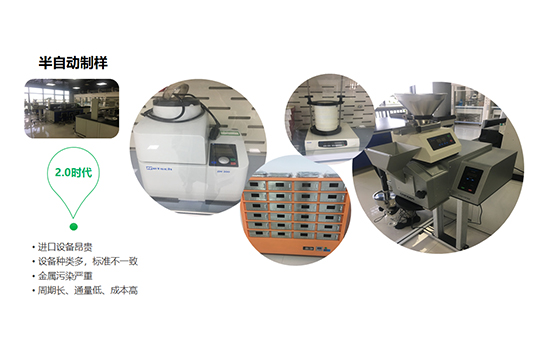 半自动制样
2.0时代
进口设备昂贵
设备种类多，标准不一致
金属污染严重
周期长、通量低、成本高